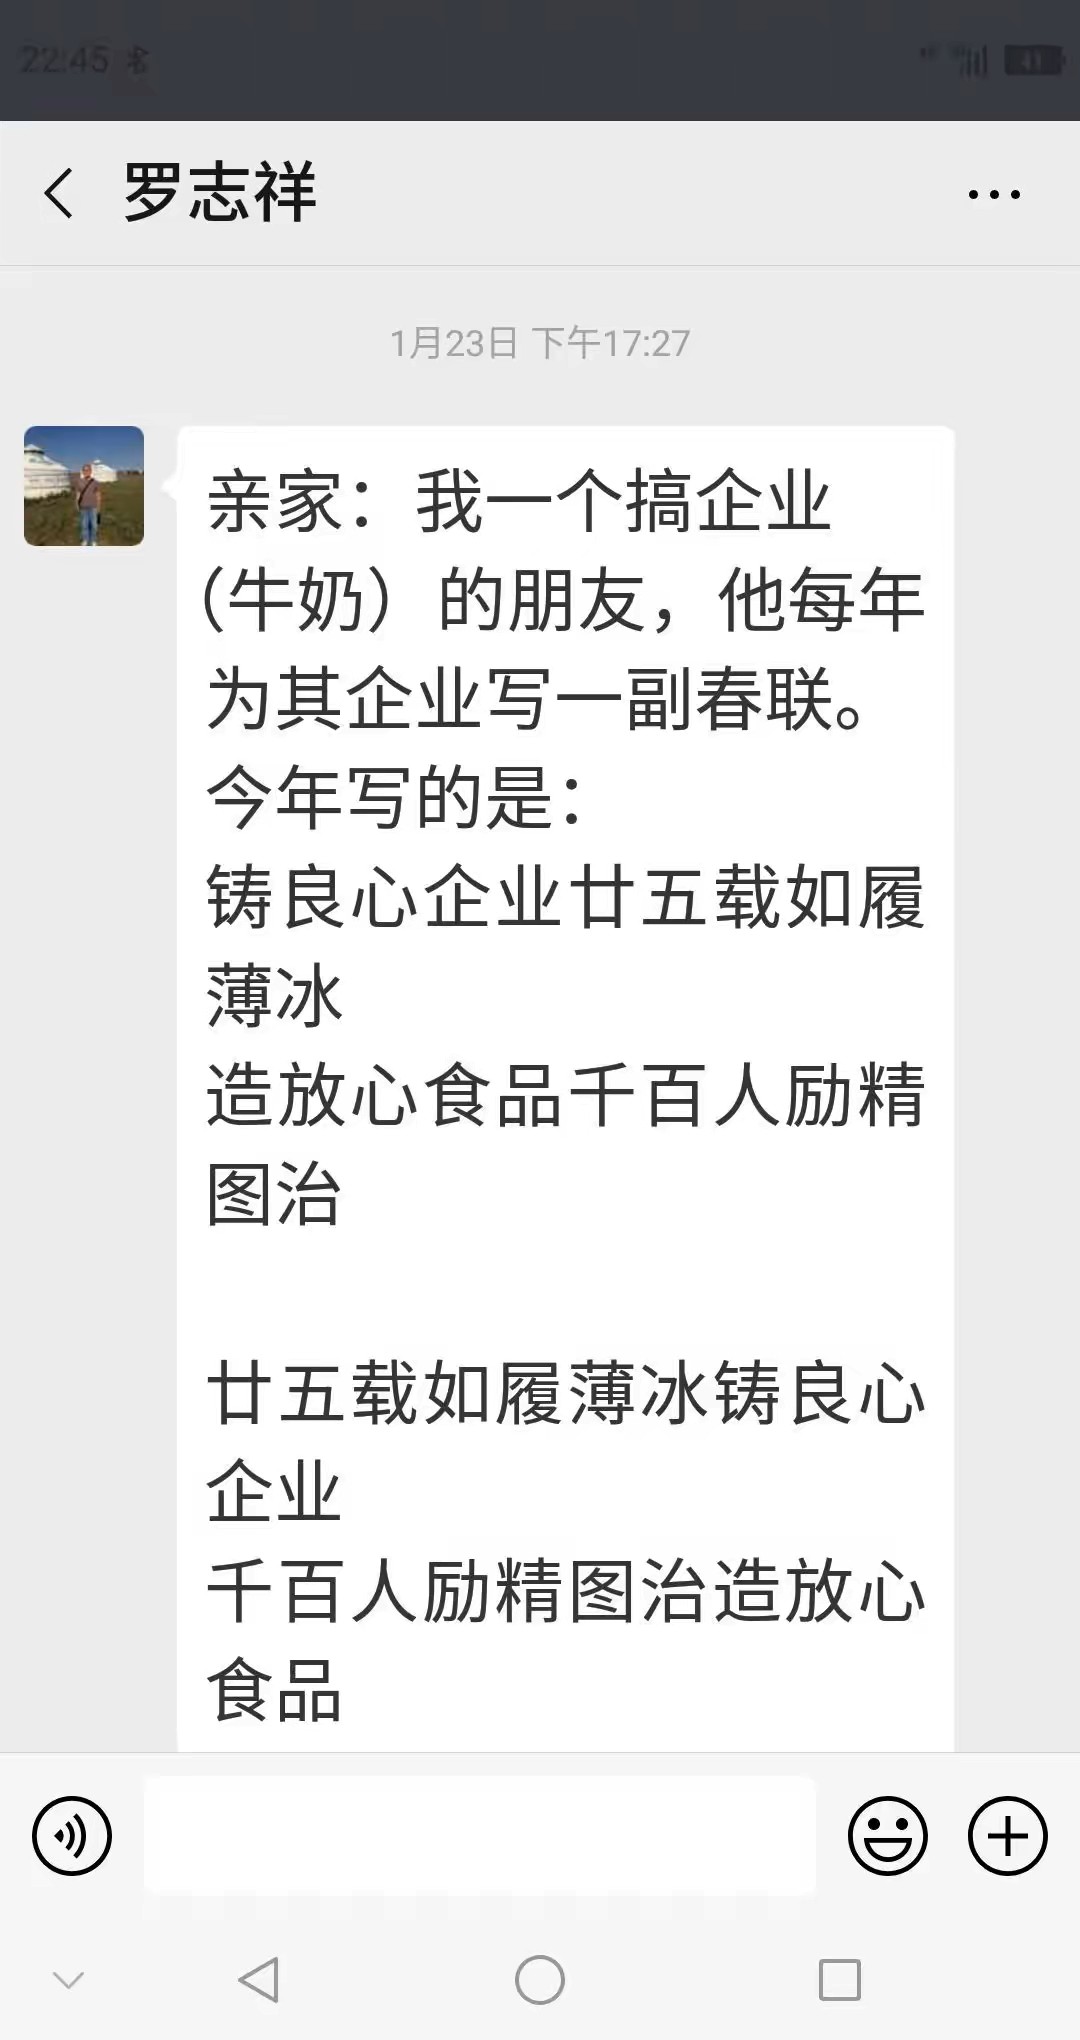 22:45
41
罗志祥
1月23日 下午17:27
亲家：我一个搞企业
（牛奶）的朋友，他每年
为其企业写一副春联。
今年写的是：
铸良心企业廿五载如履
薄冰
造放心食品千百人励精
图治
廿五载如履薄冰铸良心
企业
千百人励精图治造放心
食品